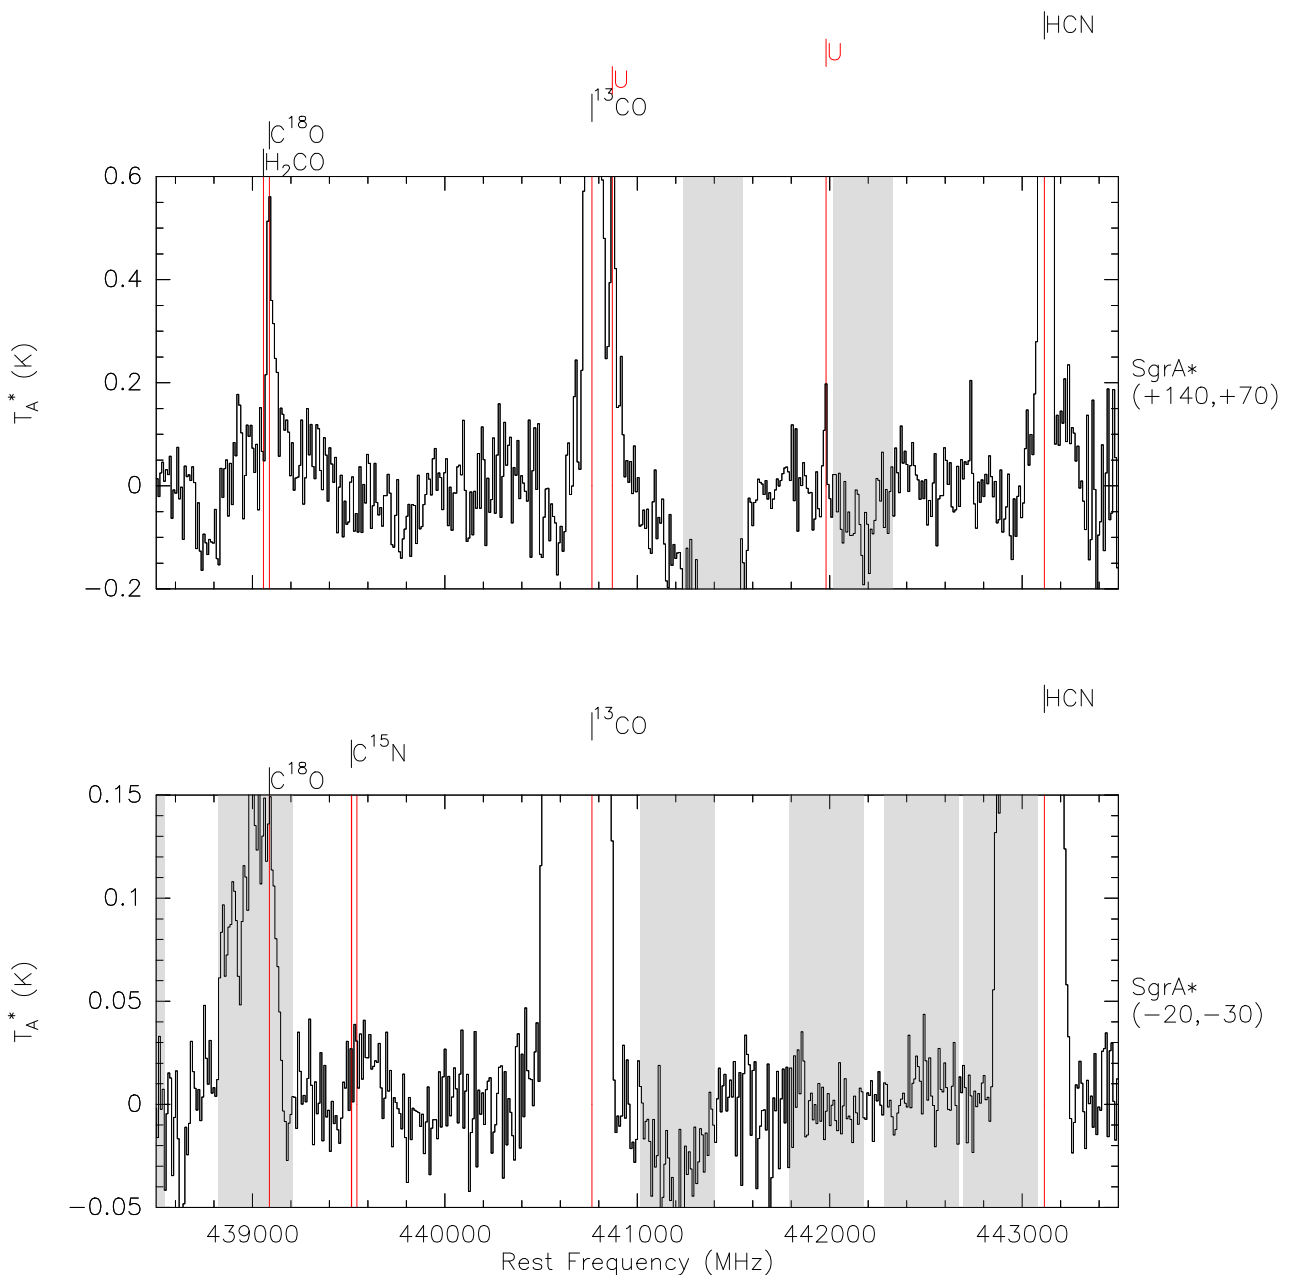 HCN
U
U
¹³CO
C¹⁸O
H₂CO
0.6
0.4
0.2
0
−0.2
T_A* (K)
SgrA*
(+140,+70)
HCN
¹³CO
C¹⁵N
C¹⁸O
0.15
0.1
0.05
0
−0.05
T_A* (K)
SgrA*
(−20,−30)
439000 440000 441000 442000 443000
Rest Frequency (MHz)